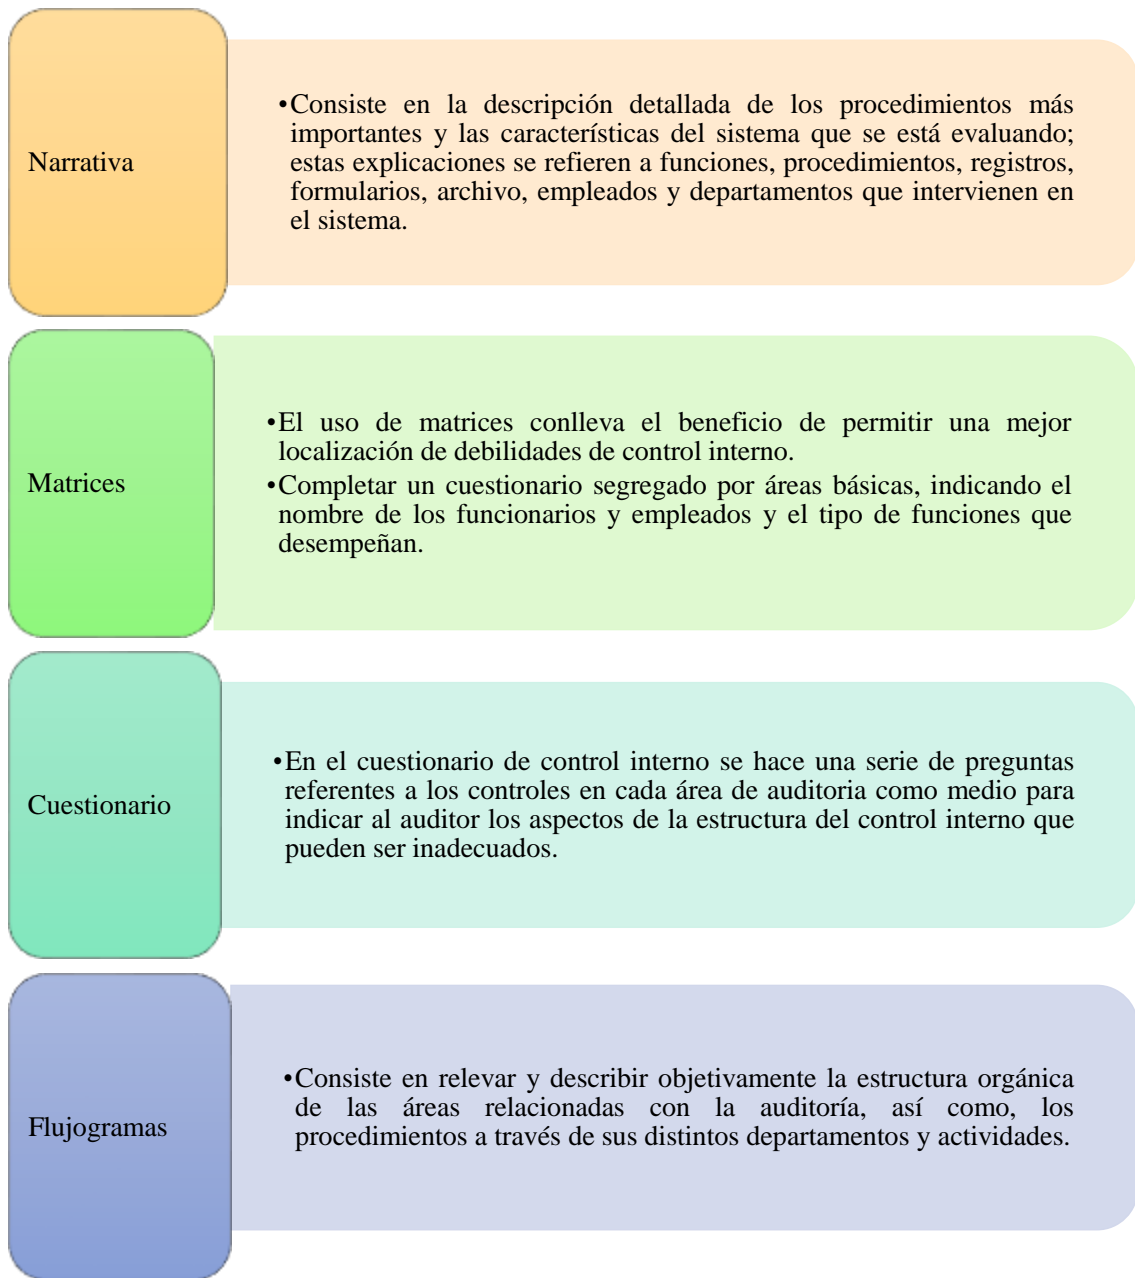 Narrativa
•Consiste en la descripción detallada de los procedimientos más
importantes y las características del sistema que se está evaluando;
estas explicaciones se refieren a funciones, procedimientos, registros,
formularios, archivo, empleados y departamentos que intervienen en
el sistema.
Matrices
•El uso de matrices conlleva el beneficio de permitir una mejor
localización de debilidades de control interno.
•Completar un cuestionario segregado por áreas básicas, indicando el
nombre de los funcionarios y empleados y el tipo de funciones que
desempeñan.
Cuestionario
•En el cuestionario de control interno se hace una serie de preguntas
referentes a los controles en cada área de auditoria como medio para
indicar al auditor los aspectos de la estructura del control interno que
pueden ser inadecuados.
Flujogramas
•Consiste en relevar y describir objetivamente la estructura orgánica
de las áreas relacionadas con la auditoría, así como, los
procedimientos a través de sus distintos departamentos y actividades.